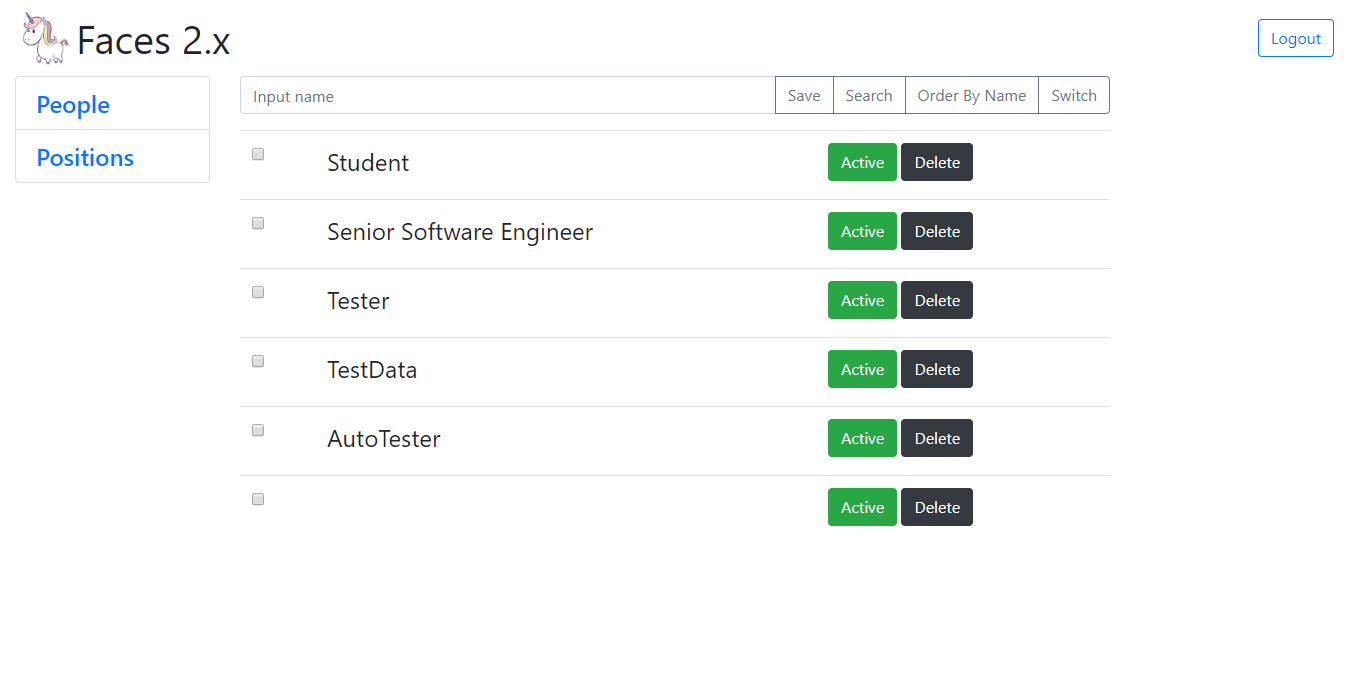 Faces 2.x
Logout
People
Positions
Input name Save Search Order By Name Switch
Student Active Delete
Senior Software Engineer Active Delete
Tester Active Delete
TestData Active Delete
AutoTester Active Delete
Active Delete